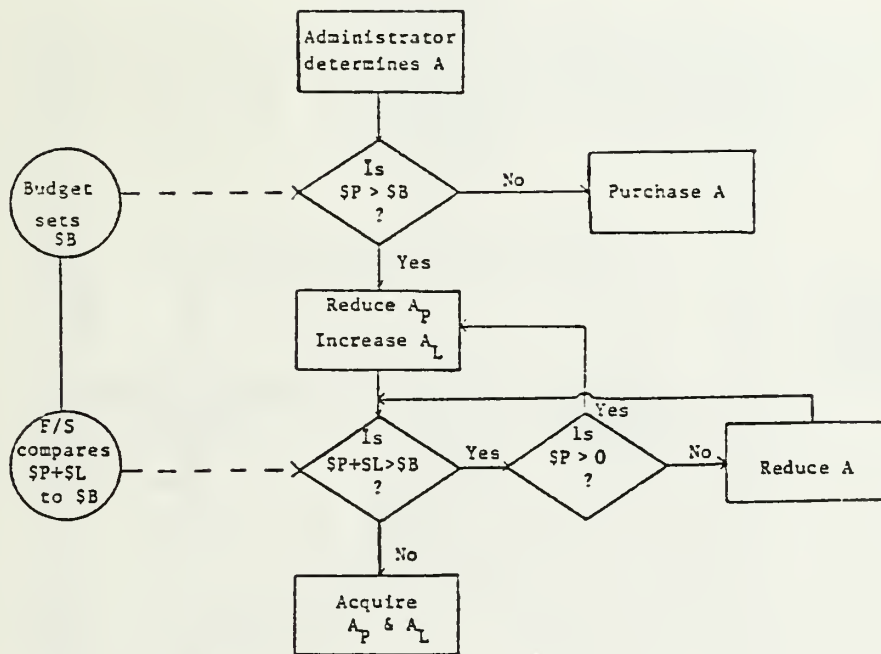 Administrator
determines A
Is
$P > $B
?
No
Purchase A
Budget
sets
$B
Yes
Reduce A_P
Increase A_L
F/S
compares
$P+$L
to $B
Is
$P+$L>$B
?
Yes
Yes
Is
$P > 0
?
No
Reduce A
No
Acquire
A_P & A_L